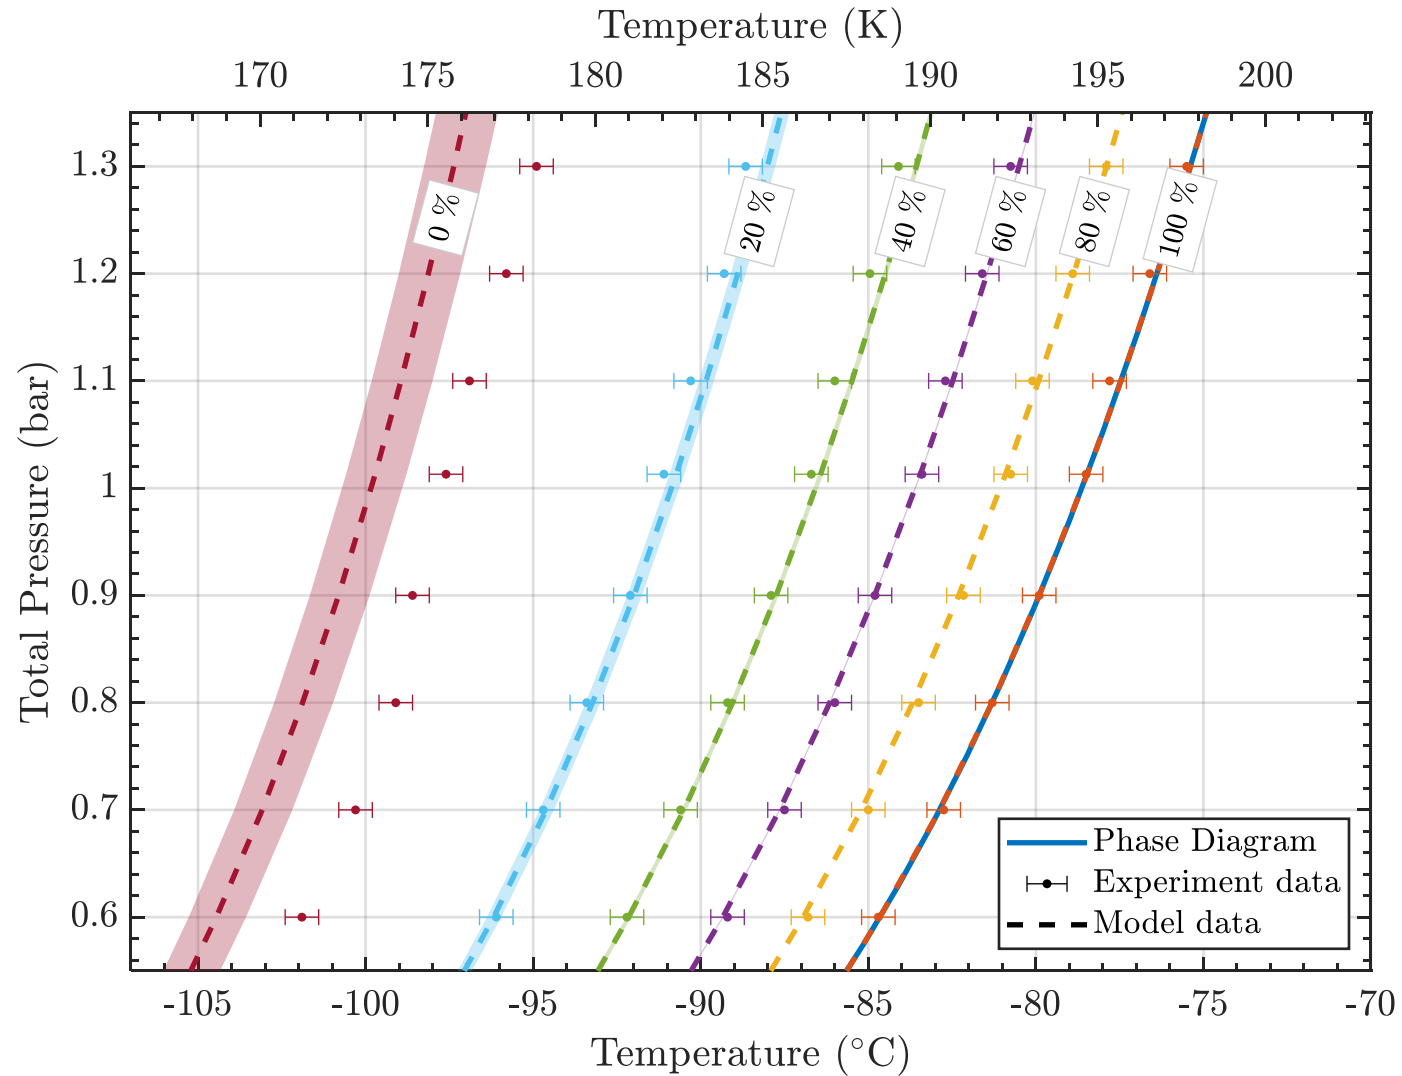 Temperature (K)
170 175 180 185 190 195 200
1.3
1.2
1.1
1
0.9
0.8
0.7
0.6
Total Pressure (bar)
0 %
20 %
40 %
60 %
80 %
100 %
Phase Diagram
Experiment data
Model data
-105 -100 -95 -90 -85 -80 -75 -70
Temperature (°C)